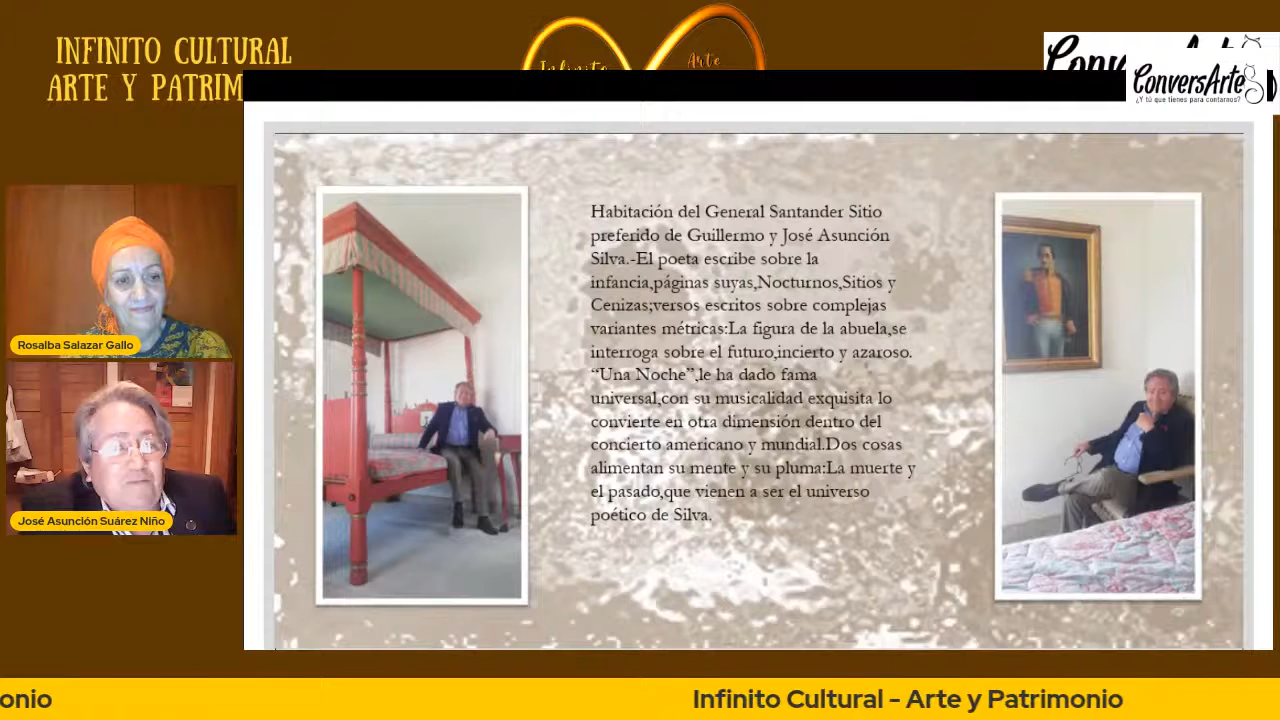 INFINITO CULTURAL
ARTE Y PATRIM
Infinito
Arte
ConversArte
¿Y tú que tienes para contarnos?
Habitación del General Santander Sitio
preferido de Guillermo y José Asunción
Silva.-El poeta escribe sobre la
infancia,páginas suyas,Nocturnos,Sitios y
Cenizas;versos escritos sobre complejas
variantes métricas:La figura de la abuela,se
interroga sobre el futuro,incierto y azaroso.
“Una Noche”,le ha dado fama
universal,con su musicalidad exquisita lo
convierte en otra dimensión dentro del
concierto americano y mundial.Dos cosas
alimentan su mente y su pluma:La muerte y
el pasado,que vienen a ser el universo
poético de Silva.
Rosalba Salazar Gallo
José Asunción Suárez Niño
onio
Infinito Cultural - Arte y Patrimonio